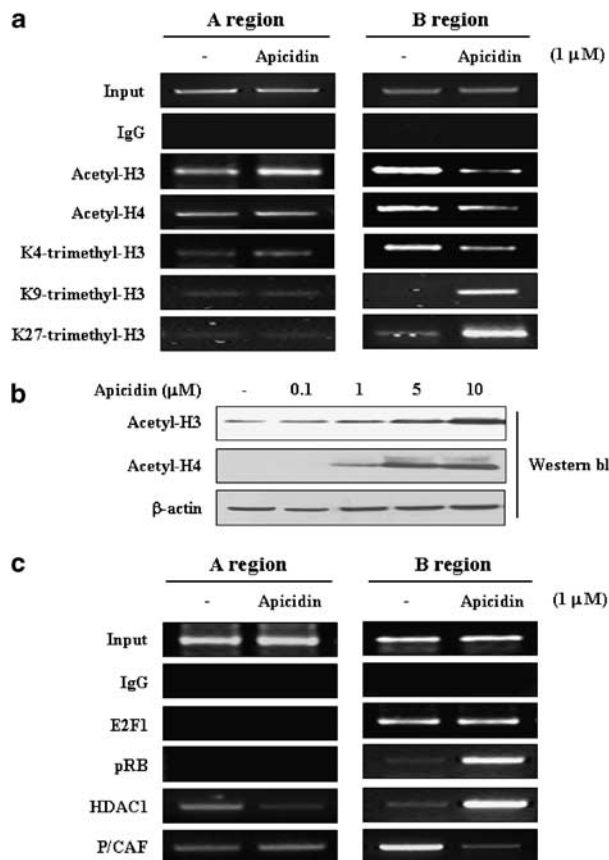 a
A region B region
- Apicidin - Apicidin (1 μM)
Input
IgG
Acetyl-H3
Acetyl-H4
K4-trimethyl-H3
K9-trimethyl-H3
K27-trimethyl-H3
b
Apicidin (μM) - 0.1 1 5 10
Acetyl-H3
Acetyl-H4
Western bl
β-actin
c
A region B region
- Apicidin - Apicidin (1 μM)
Input
IgG
E2F1
pRB
HDAC1
P/CAF